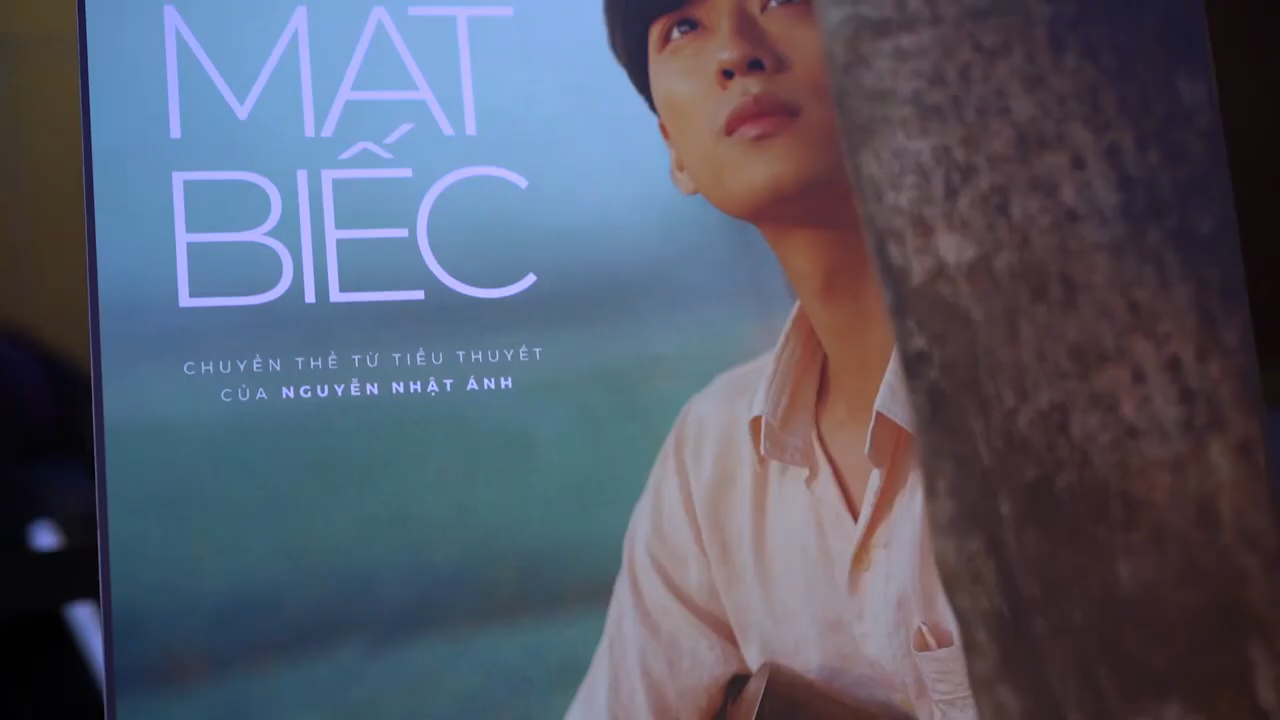 MẮT
BIẾC
CHUYỂN THỂ TỪ TIỂU THUYẾT
CỦA NGUYỄN NHẬT ÁNH